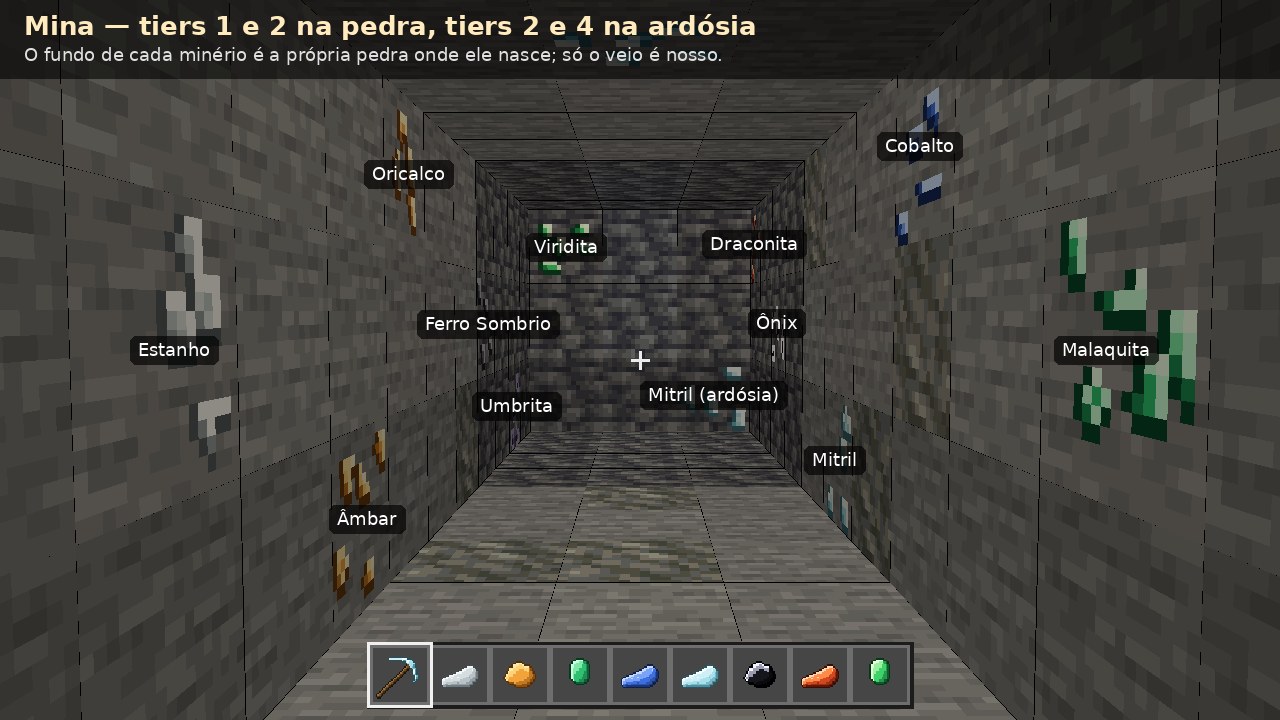 Mina — tiers 1 e 2 na pedra, tiers 2 e 4 na ardósia
O fundo de cada minério é a própria pedra onde ele nasce; só o veio é nosso.
Cobalto
Oricalco
Viridita
Draconita
Ferro Sombrio
Ônix
Estanho
Malaquita
Mitril (ardósia)
Umbrita
Mitril
Âmbar